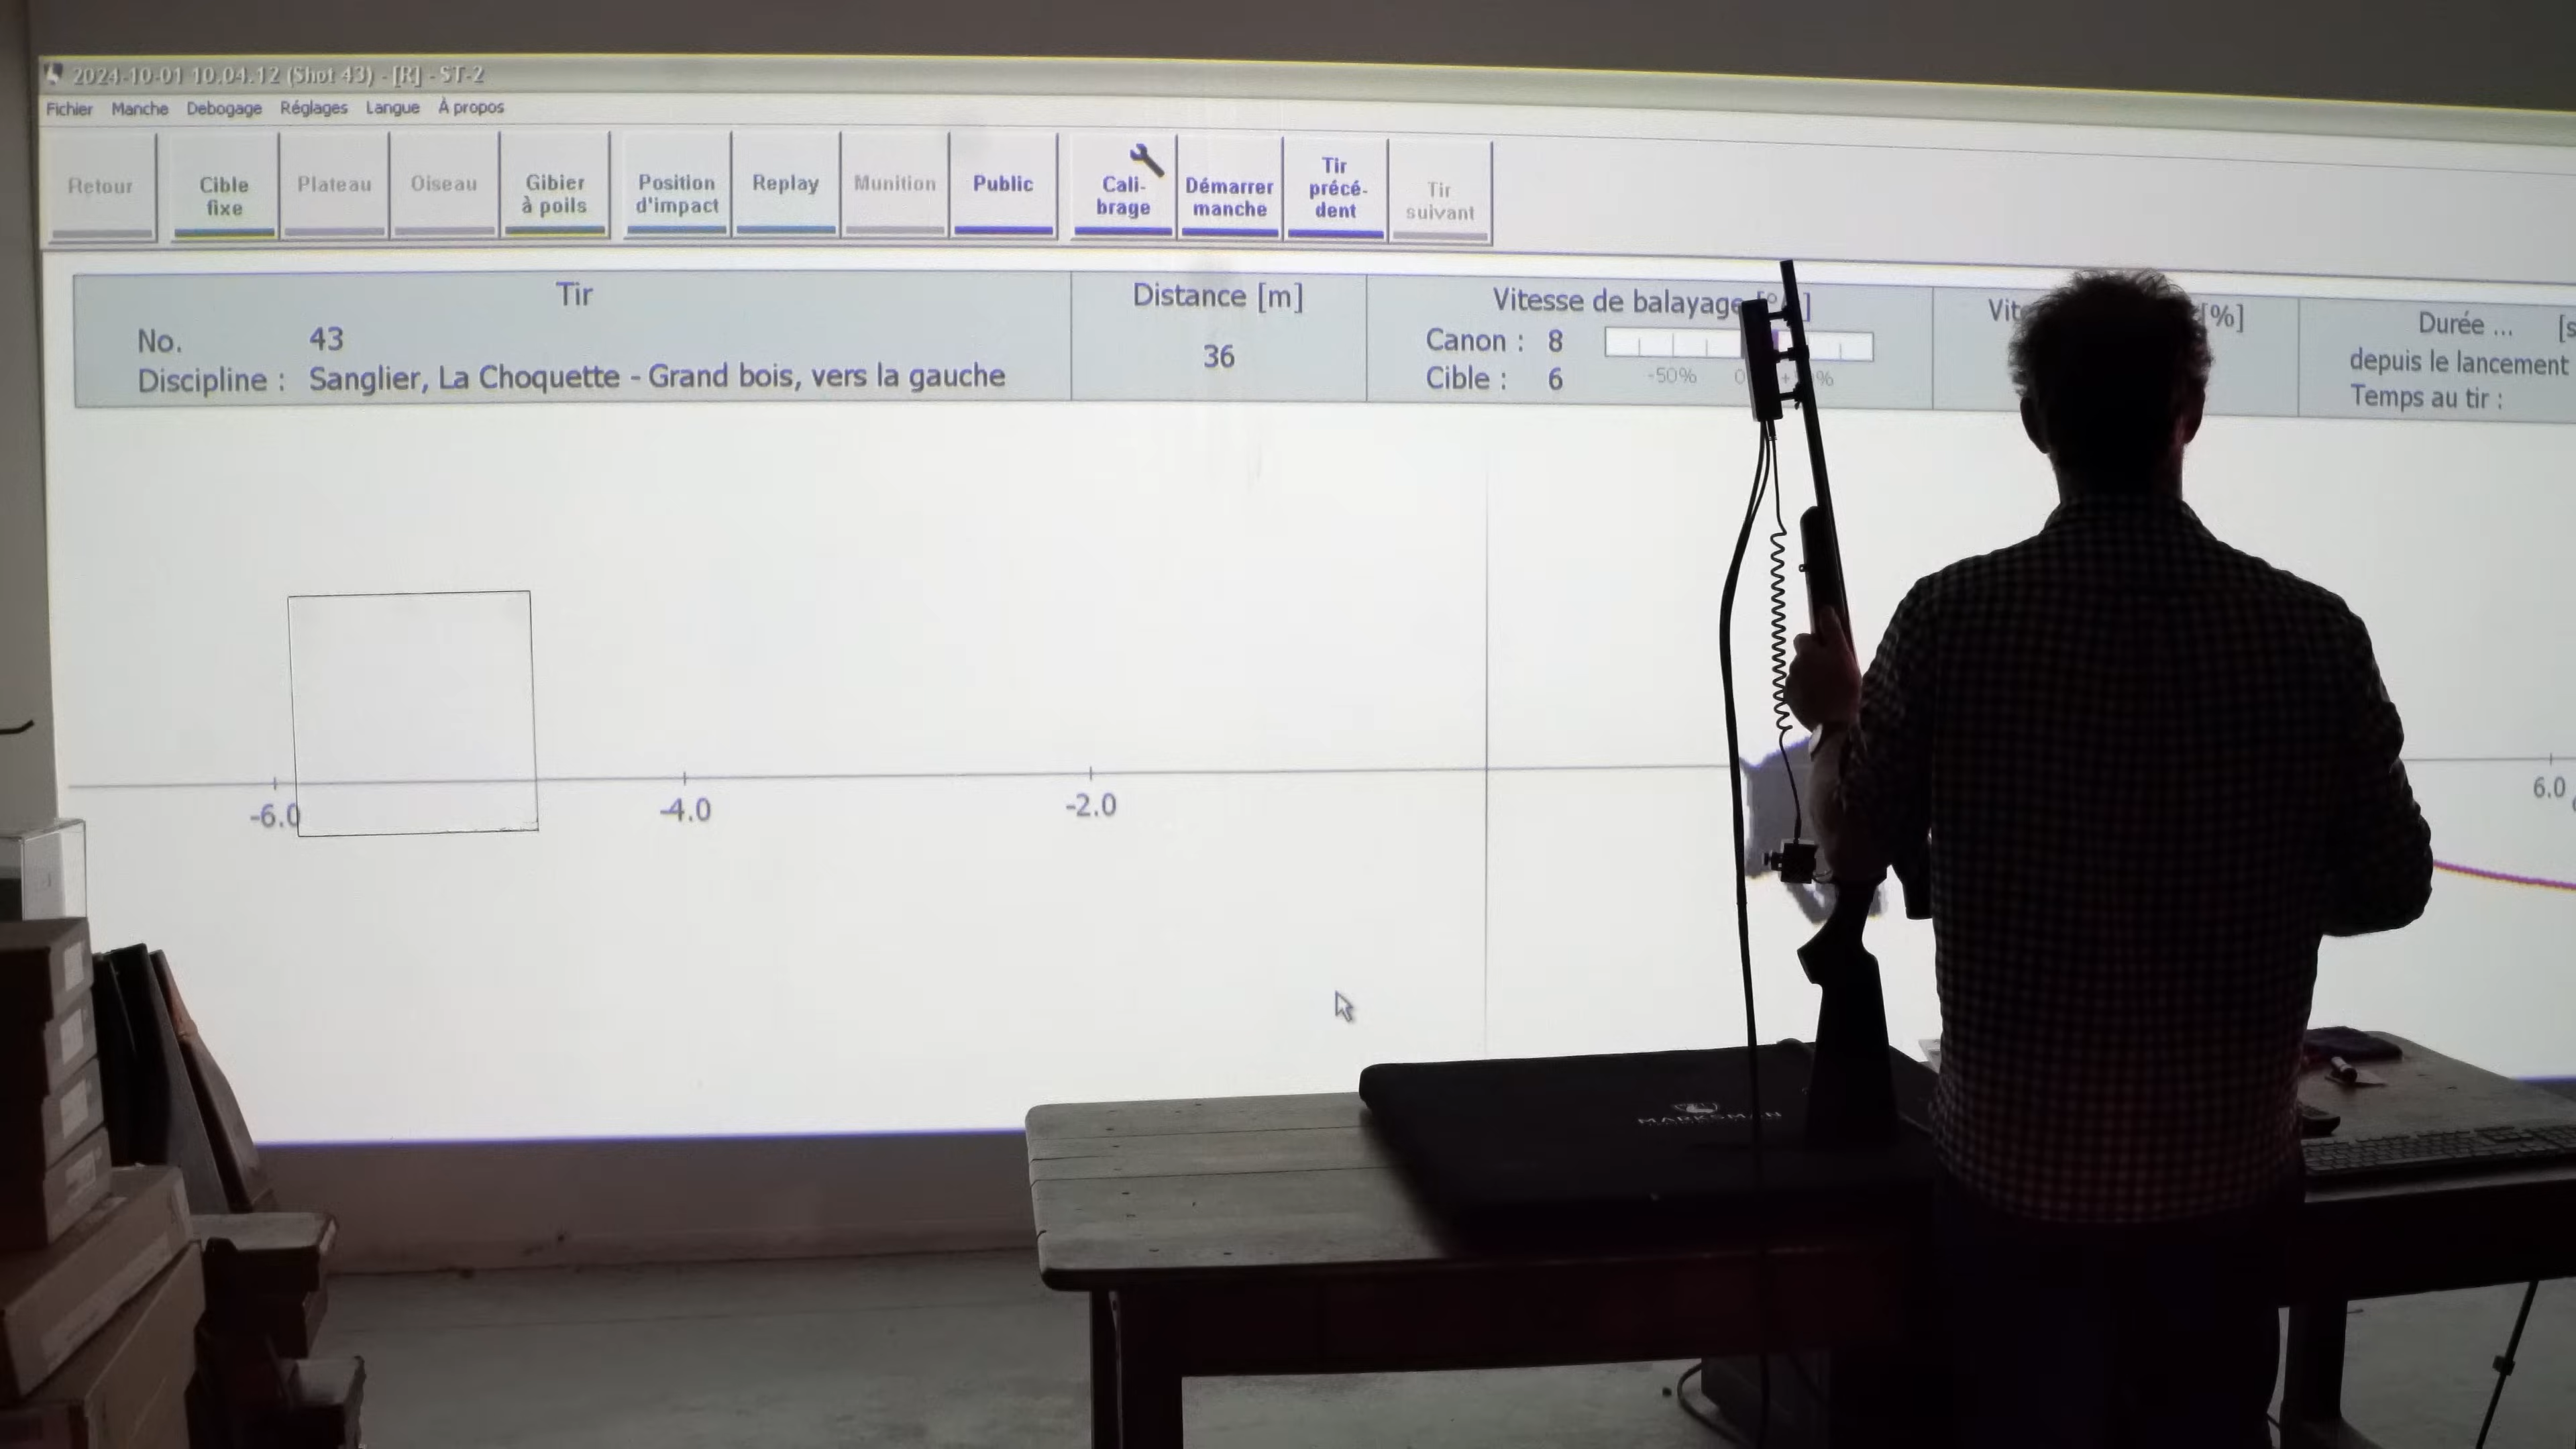 2024-10-01 10.04.12 (Shot 43) - [R] - ST-2
Fichier Manche Debogage Réglages Langue À propos
Retour
Cible
fixe
Plateau
Oiseau
Gibier
à poils
Position
d'impact
Replay
Munition
Public
Cali-
brage
Démarrer
manche
Tir
précé-
dent
Tir
suivant
Tir
No. 43
Discipline : Sanglier, La Choquette - Grand bois, vers la gauche
Distance [m]
36
Vitesse de balayage
Canon : 8
Cible : 6
-50%
[%]
Durée ...
depuis le lancement
Temps au tir :
-6.0 -4.0 -2.0 6.0
MARKSMAN